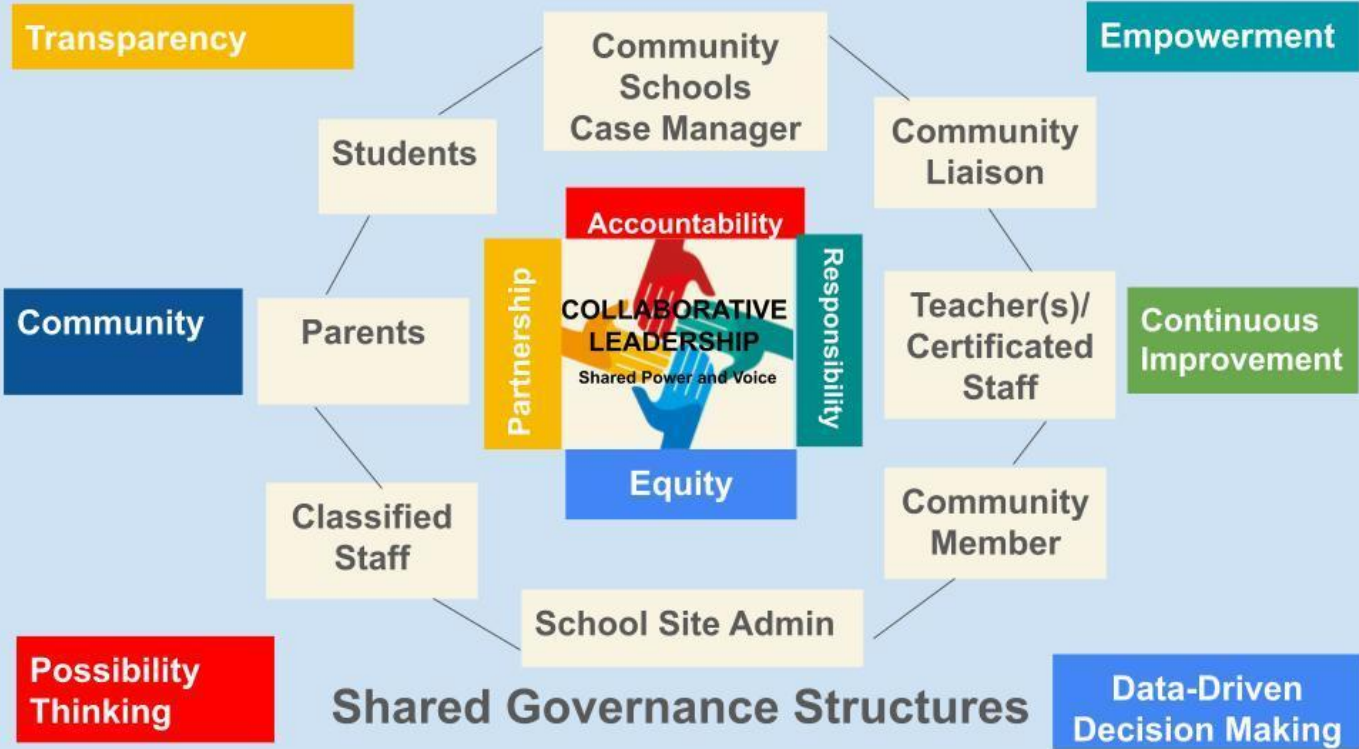 Transparency
Community
Schools
Case Manager
Empowerment
Students
Community
Liaison
Accountability
Partnership
COLLABORATIVE
LEADERSHIP
Shared Power and Voice
Responsibility
Equity
Community
Parents
Teacher(s)/
Certificated
Staff
Continuous
Improvement
Classified
Staff
Community
Member
School Site Admin
Possibility
Thinking
Shared Governance Structures
Data-Driven
Decision Making